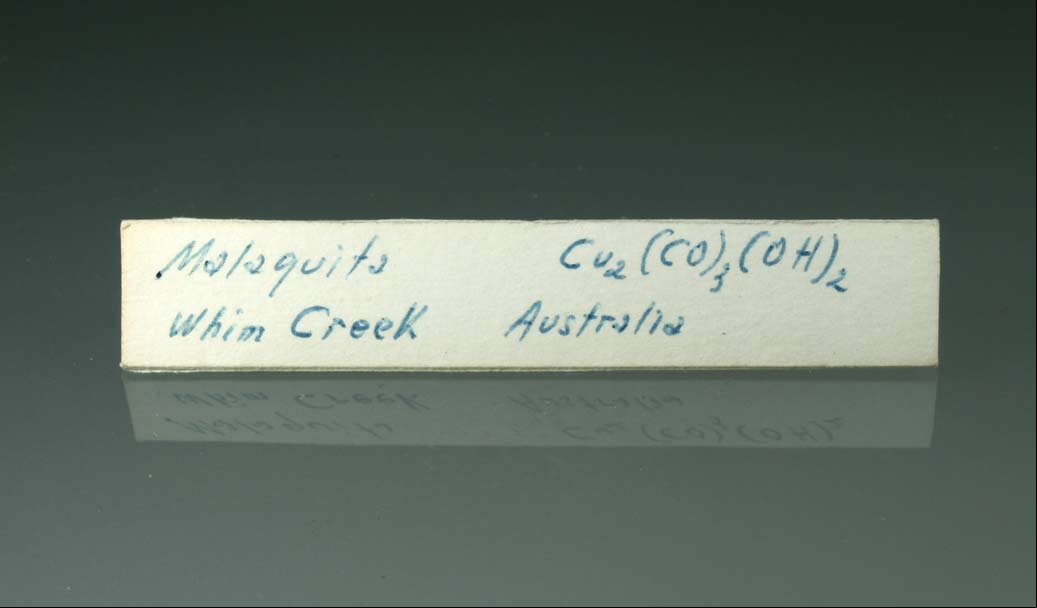 Malaquita Cu₂(CO)₃(OH)₂
Whim Creek Australia